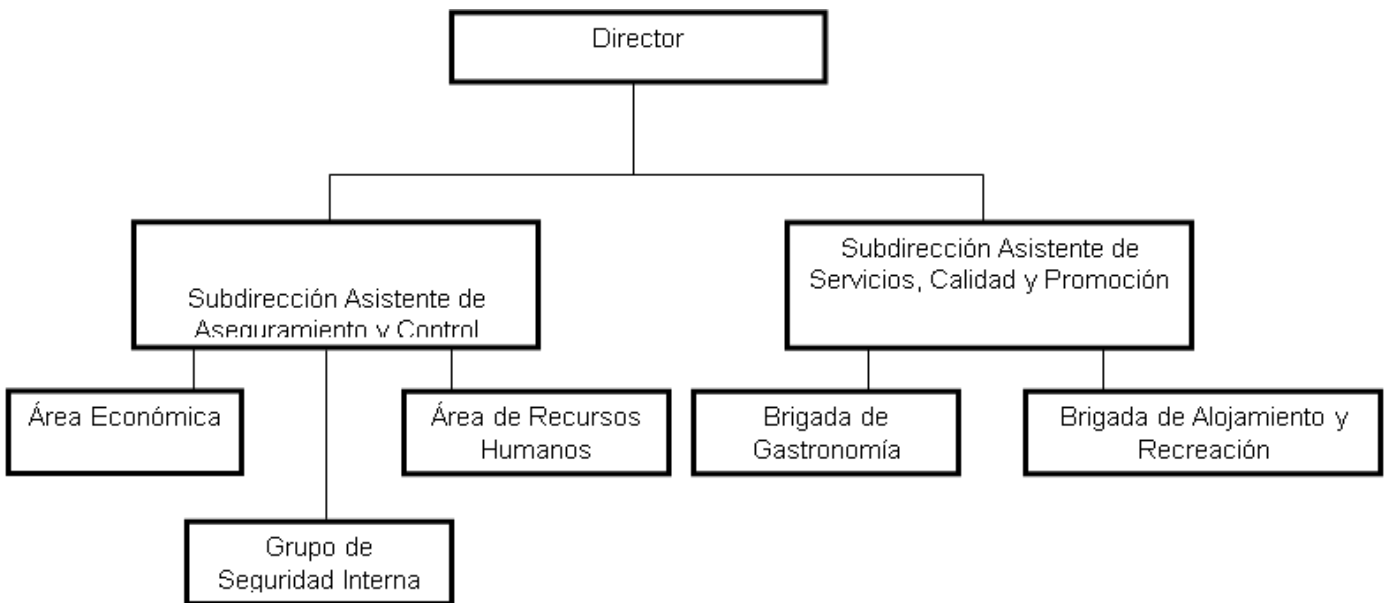 Director
Subdirección Asistente de
Aseguramiento y Control
Subdirección Asistente de
Servicios, Calidad y Promoción
Área Económica
Área de Recursos
Humanos
Brigada de
Gastronomía
Brigada de Alojamiento y
Recreación
Grupo de
Seguridad Interna